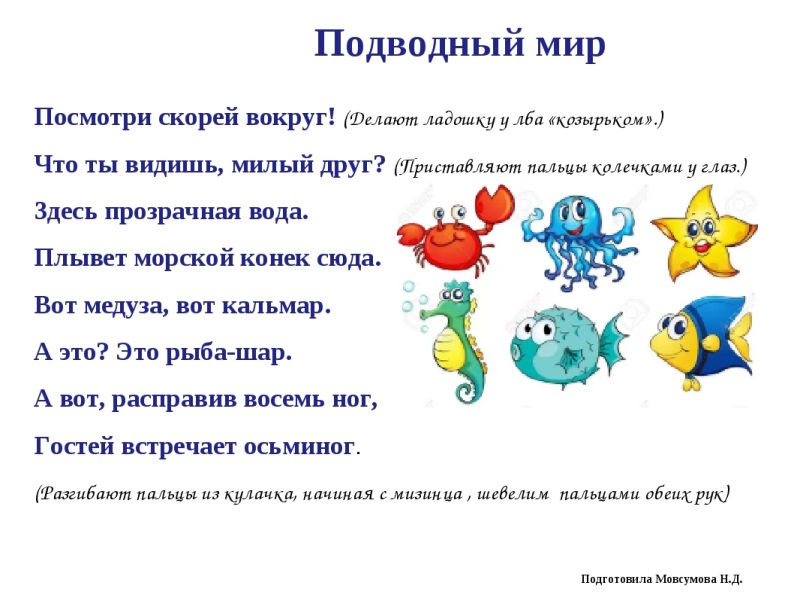 Подводный мир
Посмотри скорей вокруг! (Делают ладошку у лба «козырьком».)
Что ты видишь, милый друг? (Приставляют пальцы колечками у глаз.)
Здесь прозрачная вода.
Плывет морской конек сюда.
Вот медуза, вот кальмар.
А это? Это рыба-шар.
А вот, расправив восемь ног,
Гостей встречает осьминог.
(Разгибают пальцы из кулачка, начиная с мизинца , шевелим пальцами обеих рук)
Подготовила Мовсумова Н.Д.